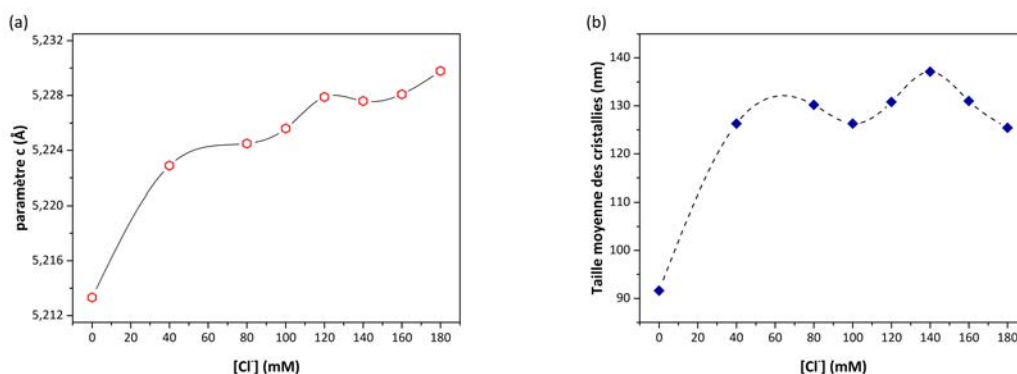 (a)
5,232
5,228
5,224
5,220
5,216
5,212
paramètre c (Å)
0 20 40 60 80 100 120 140 160 180
[Cl⁻] (mM)
(b)
140
130
120
110
100
90
Taille moyenne des cristallies (nm)
0 20 40 60 80 100 120 140 160 180
[Cl⁻] (mM)